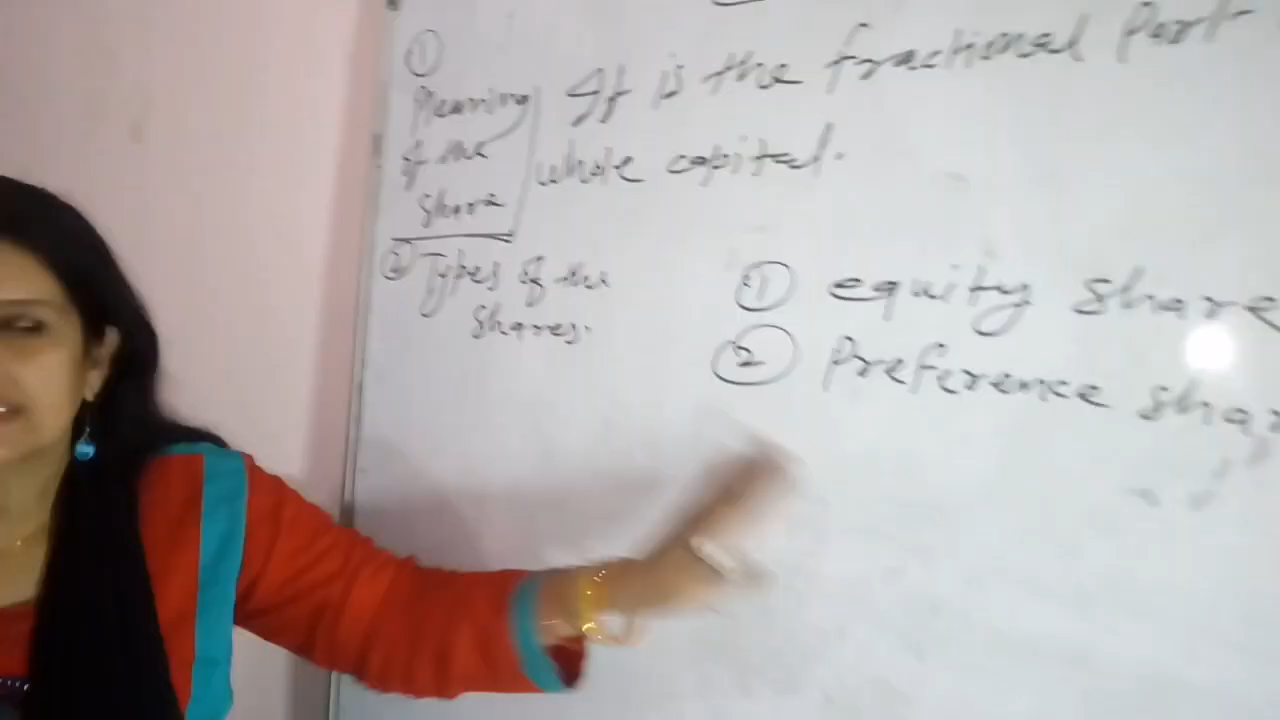 ①
Meaning
of the
share
It is the fractional Part
whole capital.
② Types of the
shares.
① equity share
② Preference shar